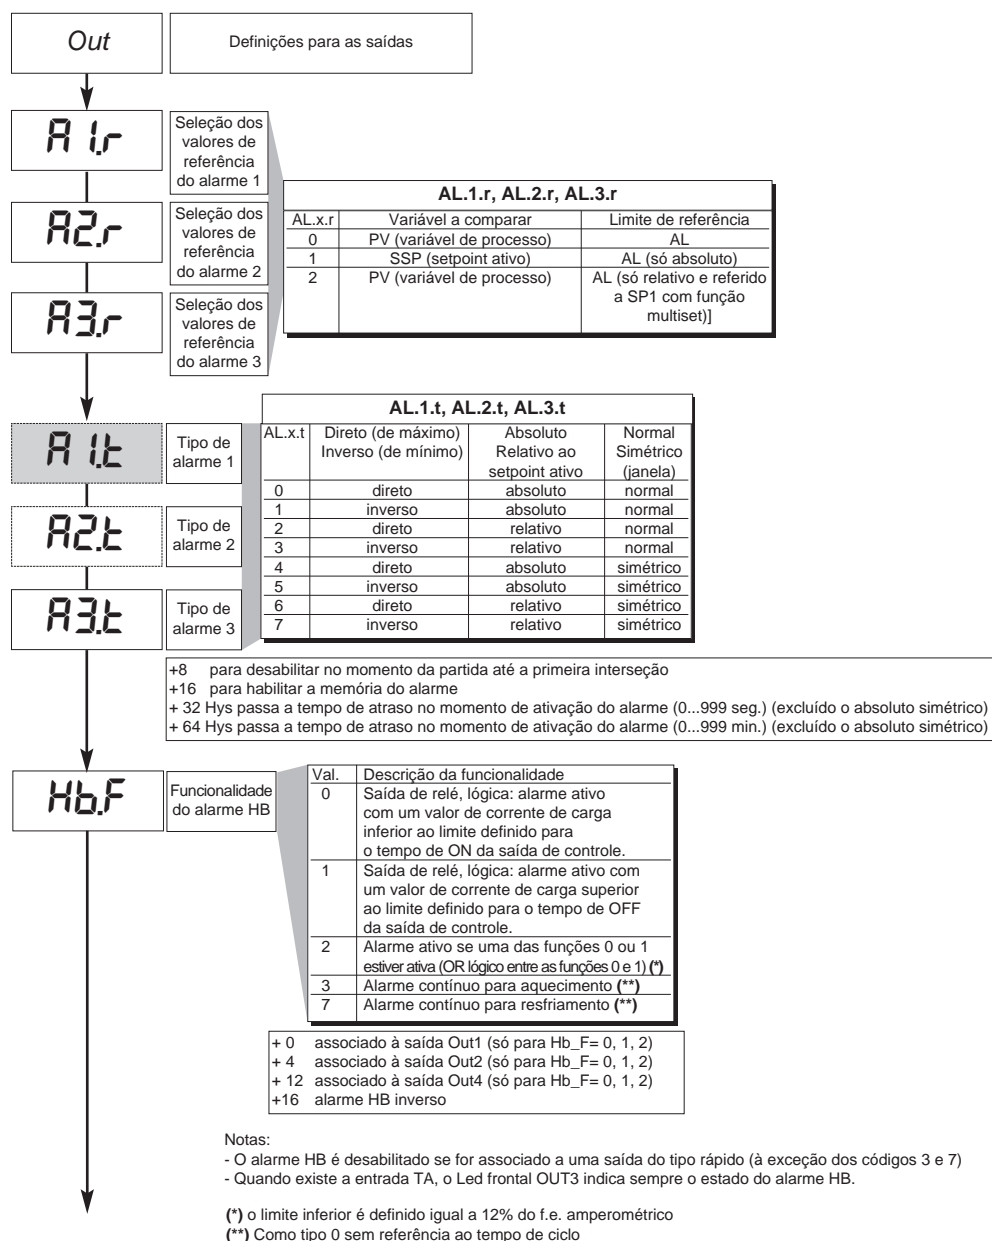 Out
Definições para as saídas
A1.r
Seleção dos
valores de
referência
do alarme 1
AL.1.r, AL.2.r, AL.3.r
AL.x.r Variável a comparar Limite de referência
0 PV (variável de processo) AL
1 SSP (setpoint ativo) AL (só absoluto)
2 PV (variável de processo) AL (só relativo e referido
a SP1 com função
multiset)]
A2.r
Seleção dos
valores de
referência
do alarme 2
A3.r
Seleção dos
valores de
referência
do alarme 3
AL.1.t, AL.2.t, AL.3.t
AL.x.t Direto (de máximo) Absoluto Normal
Inverso (de mínimo) Relativo ao Simétrico
setpoint ativo (janela)
0 direto absoluto normal
1 inverso absoluto normal
2 direto relativo normal
3 inverso relativo normal
4 direto absoluto simétrico
5 inverso absoluto simétrico
6 direto relativo simétrico
7 inverso relativo simétrico
A1.t
Tipo de
alarme 1
A2.t
Tipo de
alarme 2
A3.t
Tipo de
alarme 3
+8 para desabilitar no momento da partida até a primeira interseção
+16 para habilitar a memória do alarme
+ 32 Hys passa a tempo de atraso no momento de ativação do alarme (0...999 seg.) (excluído o absoluto simétrico)
+ 64 Hys passa a tempo de atraso no momento de ativação do alarme (0...999 min.) (excluído o absoluto simétrico)
Hb.F
Funcionalidade
do alarme HB
Val. Descrição da funcionalidade
0 Saída de relé, lógica: alarme ativo
com um valor de corrente de carga
inferior ao limite definido para
o tempo de ON da saída de controle.
1 Saída de relé, lógica: alarme ativo com
um valor de corrente de carga superior
ao limite definido para o tempo de OFF
da saída de controle.
2 Alarme ativo se uma das funções 0 ou 1
estiver ativa (OR lógico entre as funções 0 e 1) (*)
3 Alarme contínuo para aquecimento (**)
7 Alarme contínuo para resfriamento (**)
+ 0 associado à saída Out1 (só para Hb_F= 0, 1, 2)
+ 4 associado à saída Out2 (só para Hb_F= 0, 1, 2)
+ 12 associado à saída Out4 (só para Hb_F= 0, 1, 2)
+16 alarme HB inverso
Notas:
- O alarme HB é desabilitado se for associado a uma saída do tipo rápido (à exceção dos códigos 3 e 7)
- Quando existe a entrada TA, o Led frontal OUT3 indica sempre o estado do alarme HB.
(*) o limite inferior é definido igual a 12% do f.e. amperométrico
(**) Como tipo 0 sem referência ao tempo de ciclo